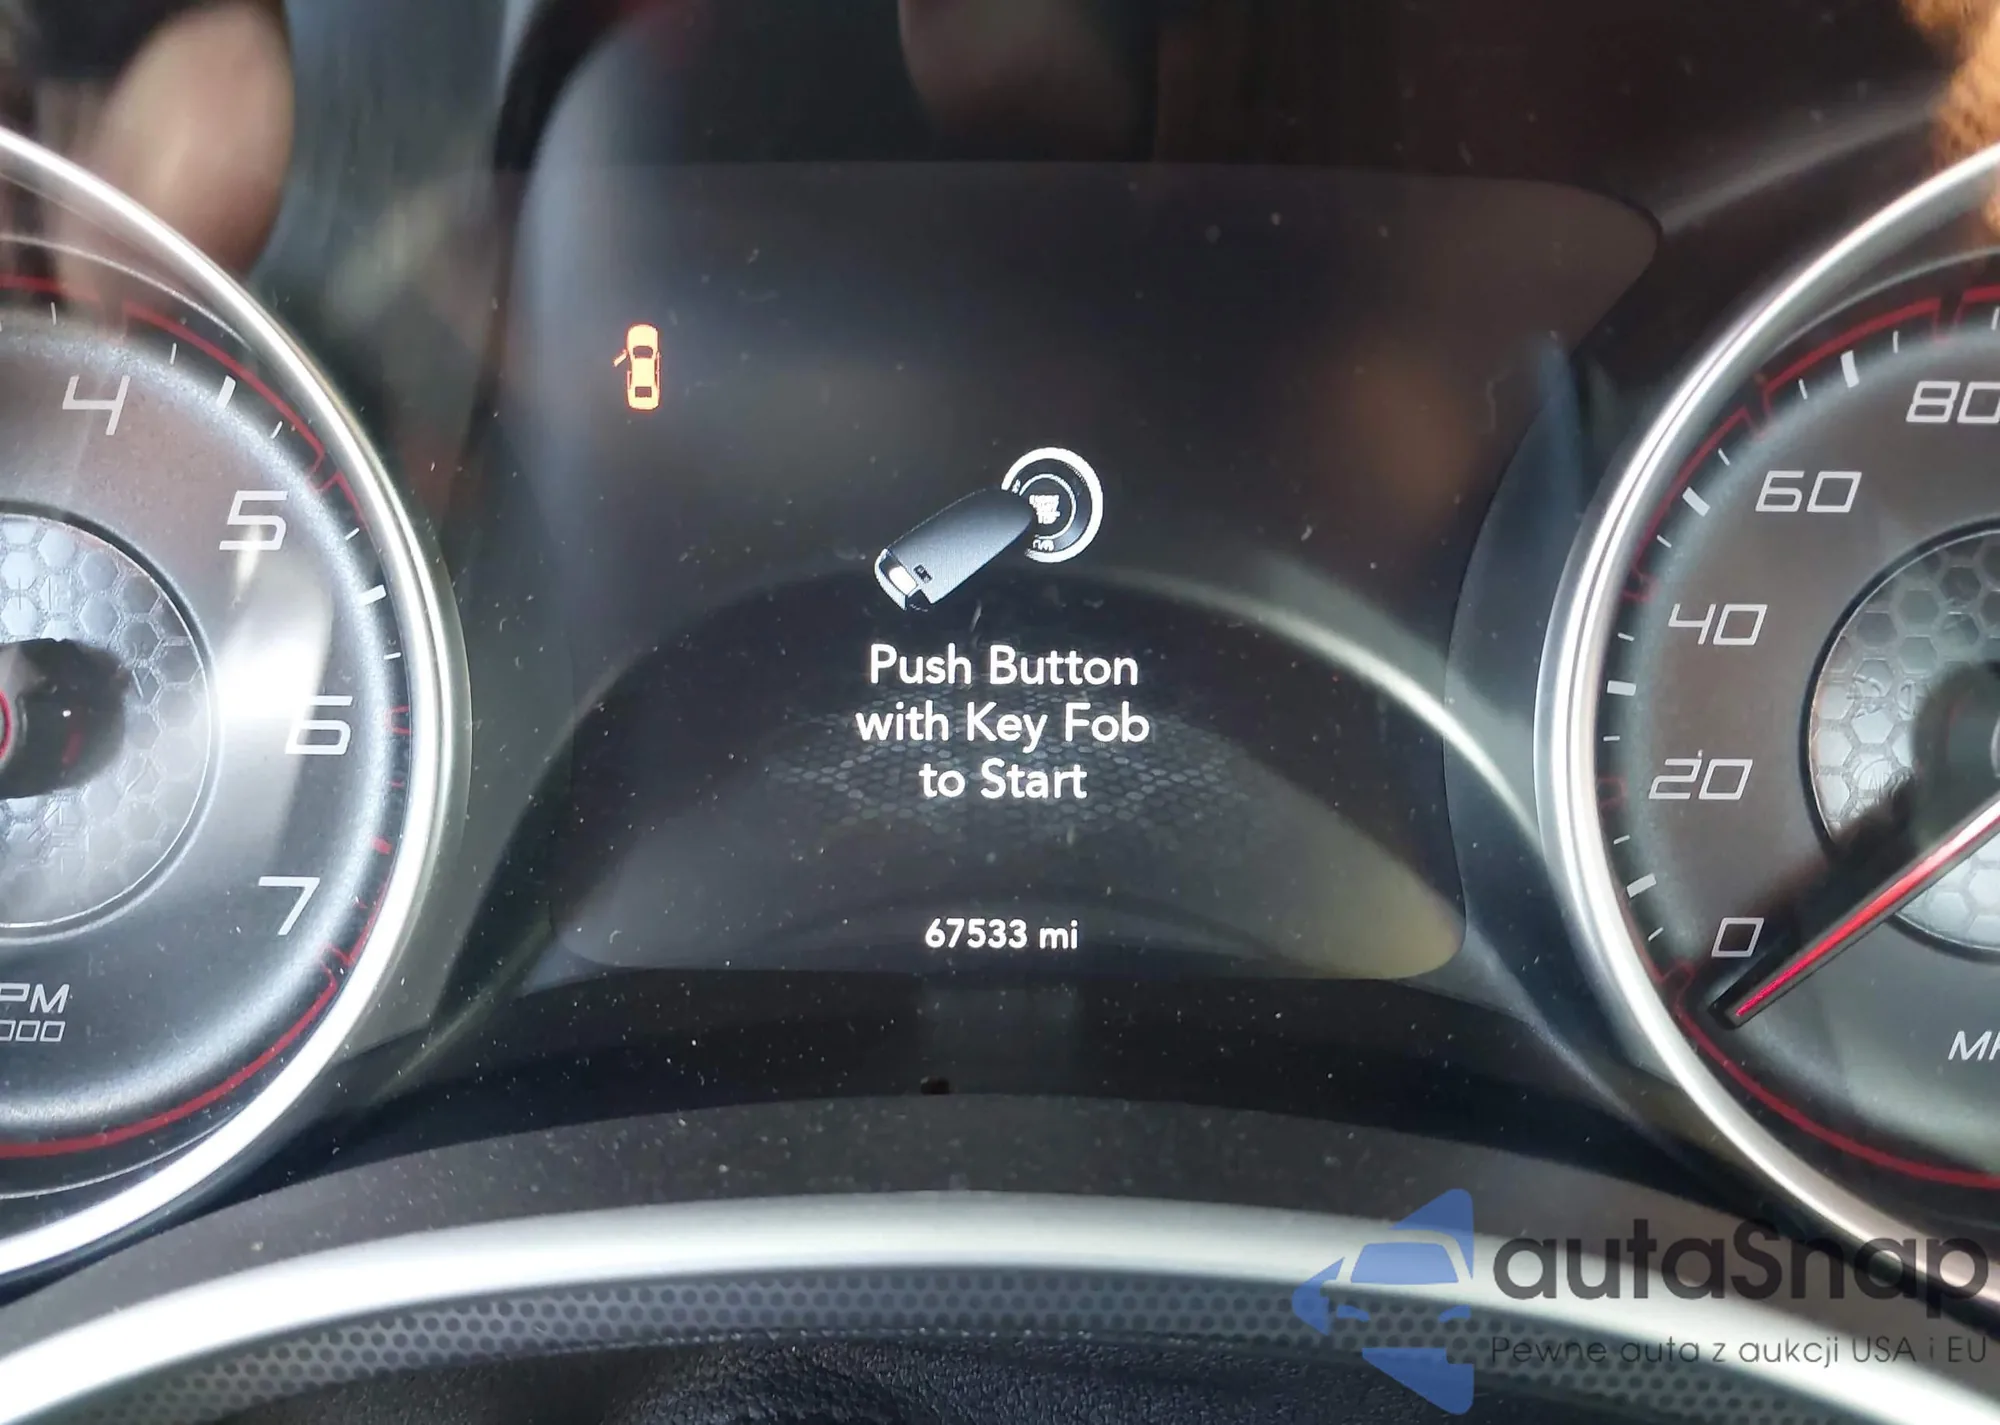 4
5
6
7
80
60
40
20
0
Push Button
with Key Fob
to Start
67533 mi
autaSnap
Pewne auta z aukcji USA i EU